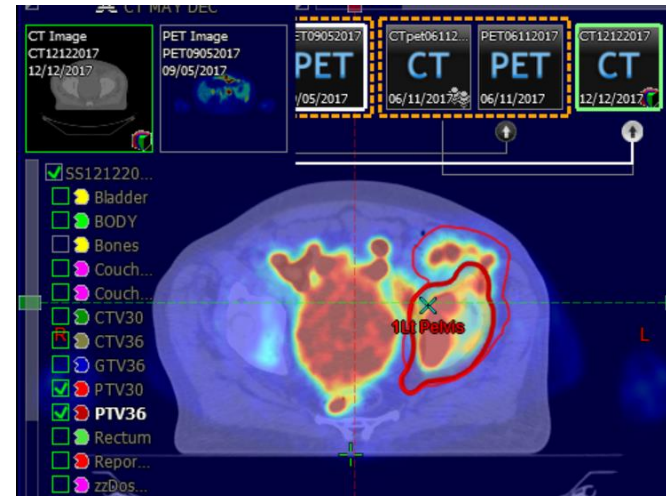 CT MAY DEC
CT Image
CT12122017
12/12/2017
PET Image
PET09052017
09/05/2017
ET09052017
PET
/05/2017
CTpet06112...
CT
06/11/2017
PET06112017
PET
06/11/2017
CT12122017
CT
12/12/2017
SS121220...
Bladder
BODY
Bones
Couch...
Couch...
CTV30
R
CTV36
GTV36
PTV30
PTV36
Rectum
Repor...
zzDos...
1Lt Pelvis
L